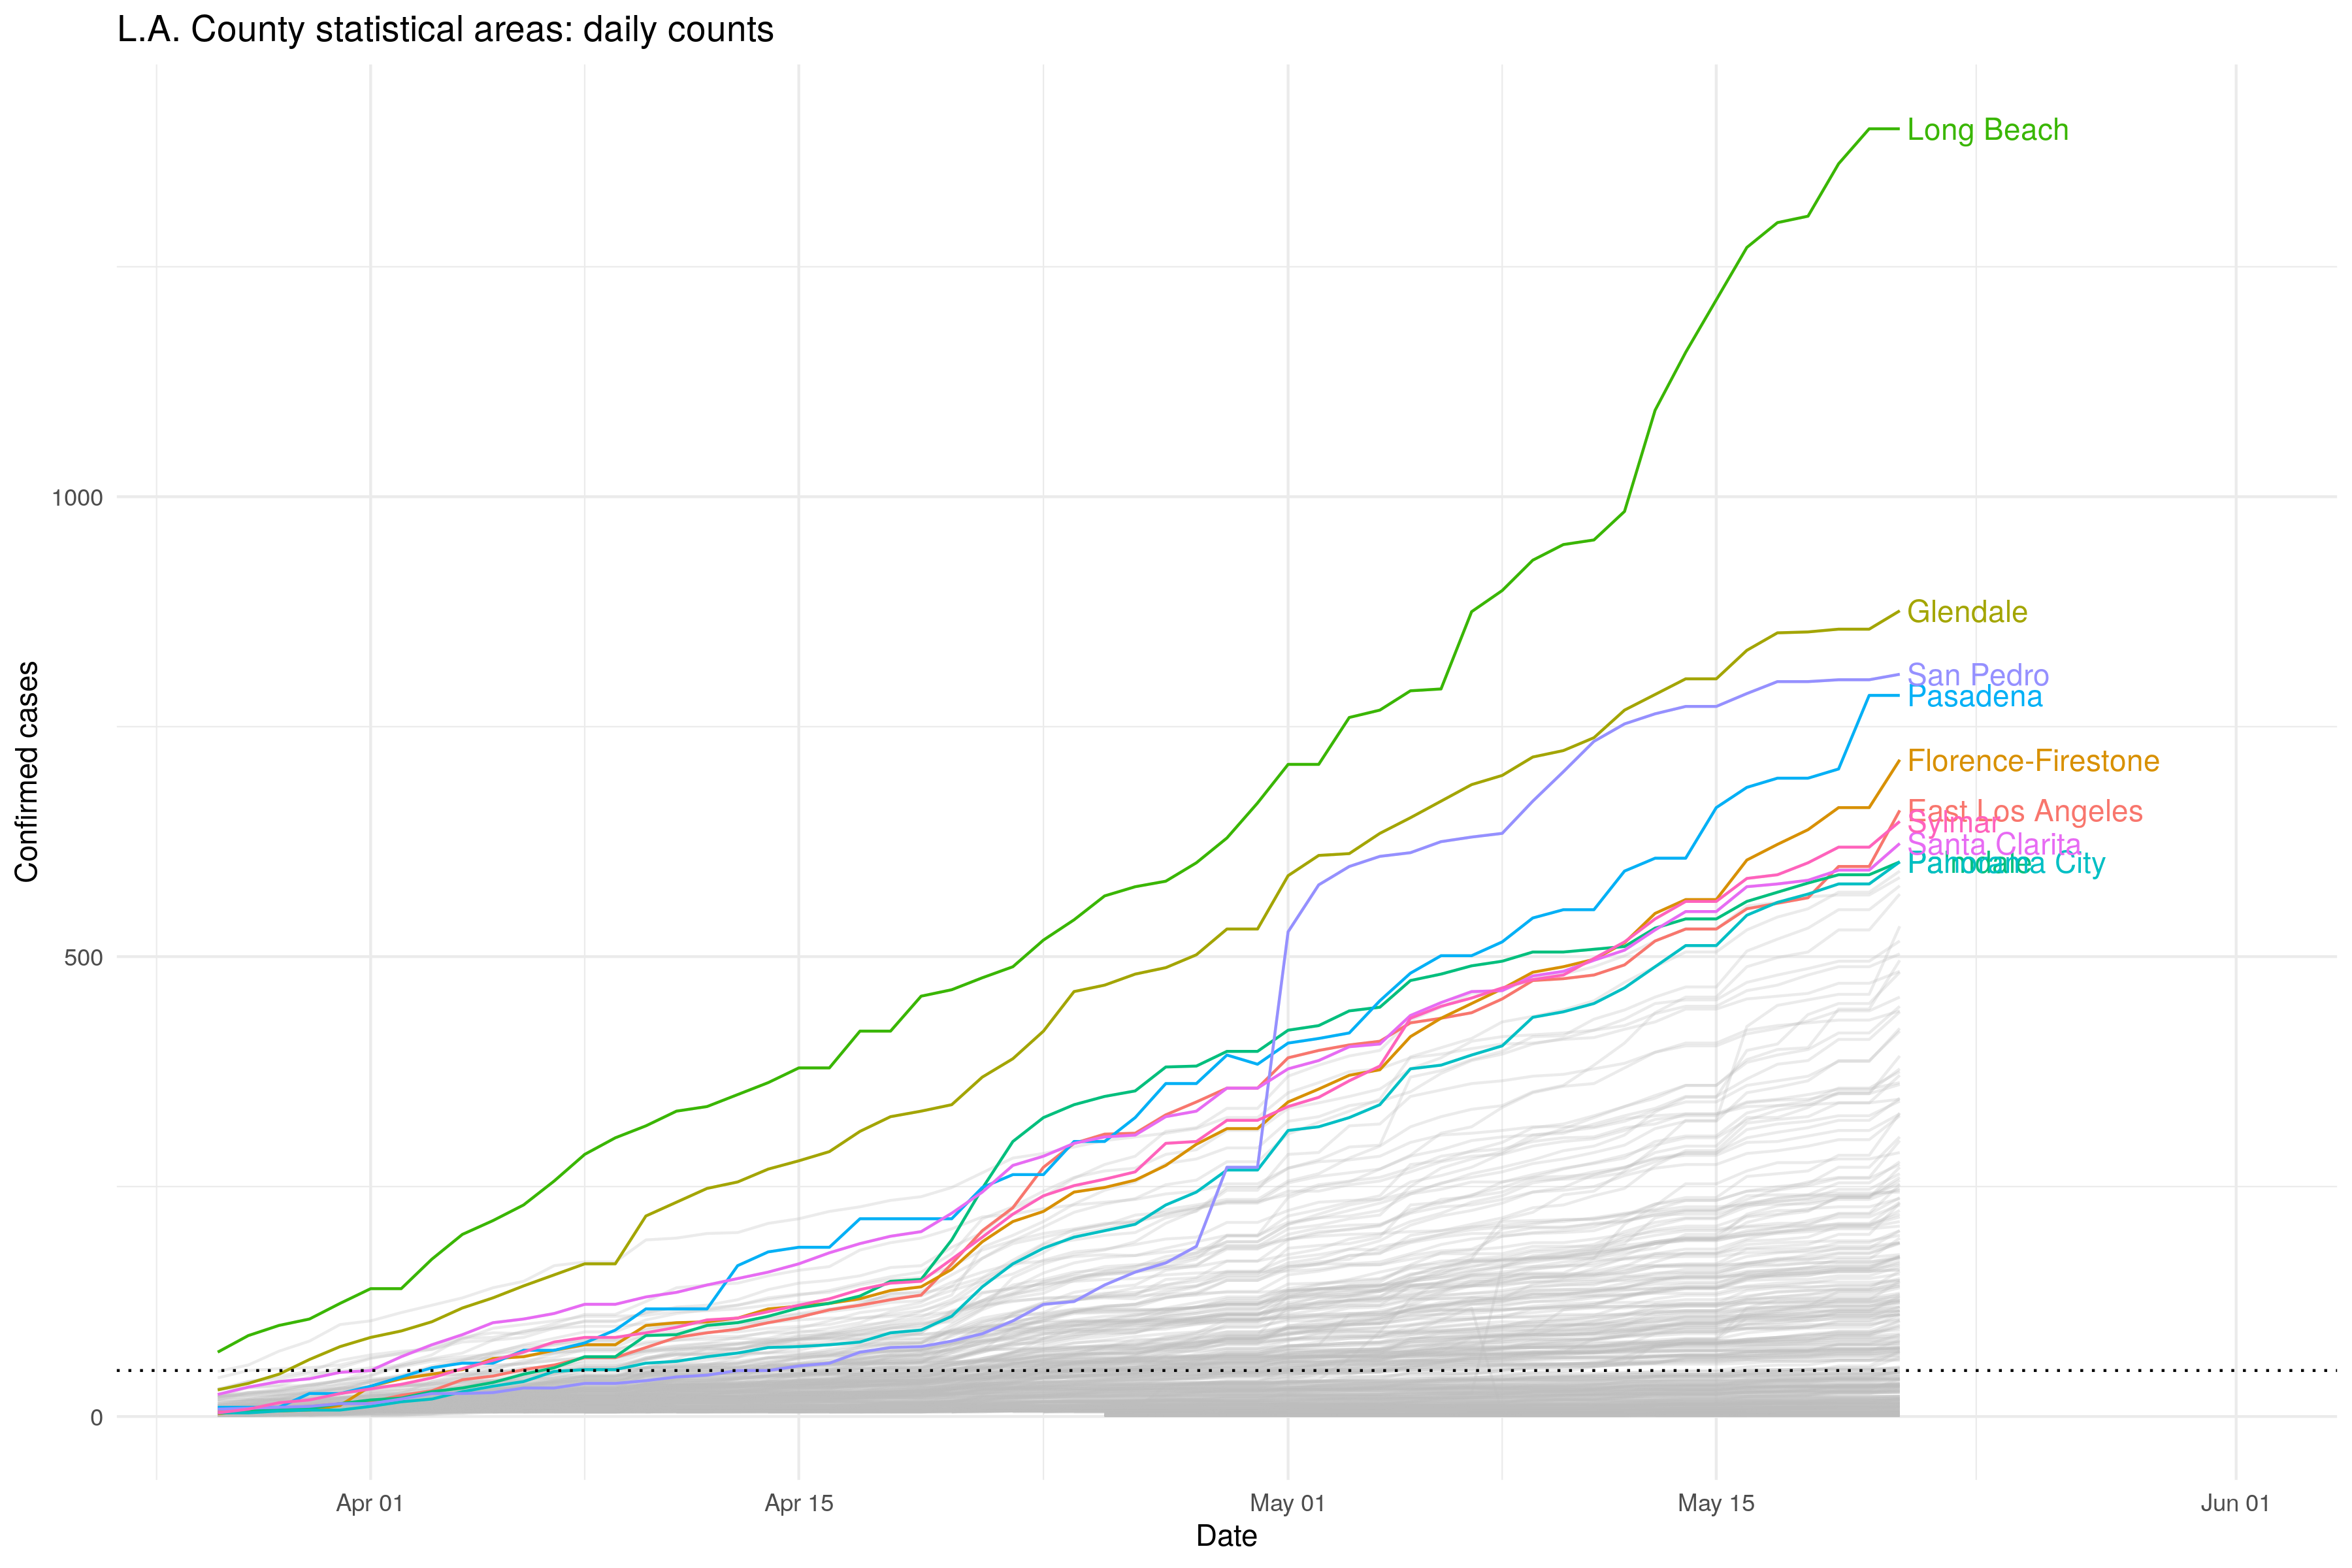 L.A. County statistical areas: daily counts
Confirmed cases
1000
500
0
Long Beach
Glendale
San Pedro
Pasadena
Florence-Firestone
East Los Angeles
Sylmar
Santa Clarita
Palmdale
Panorama City
Apr 01
Apr 15
May 01
May 15
Jun 01
Date